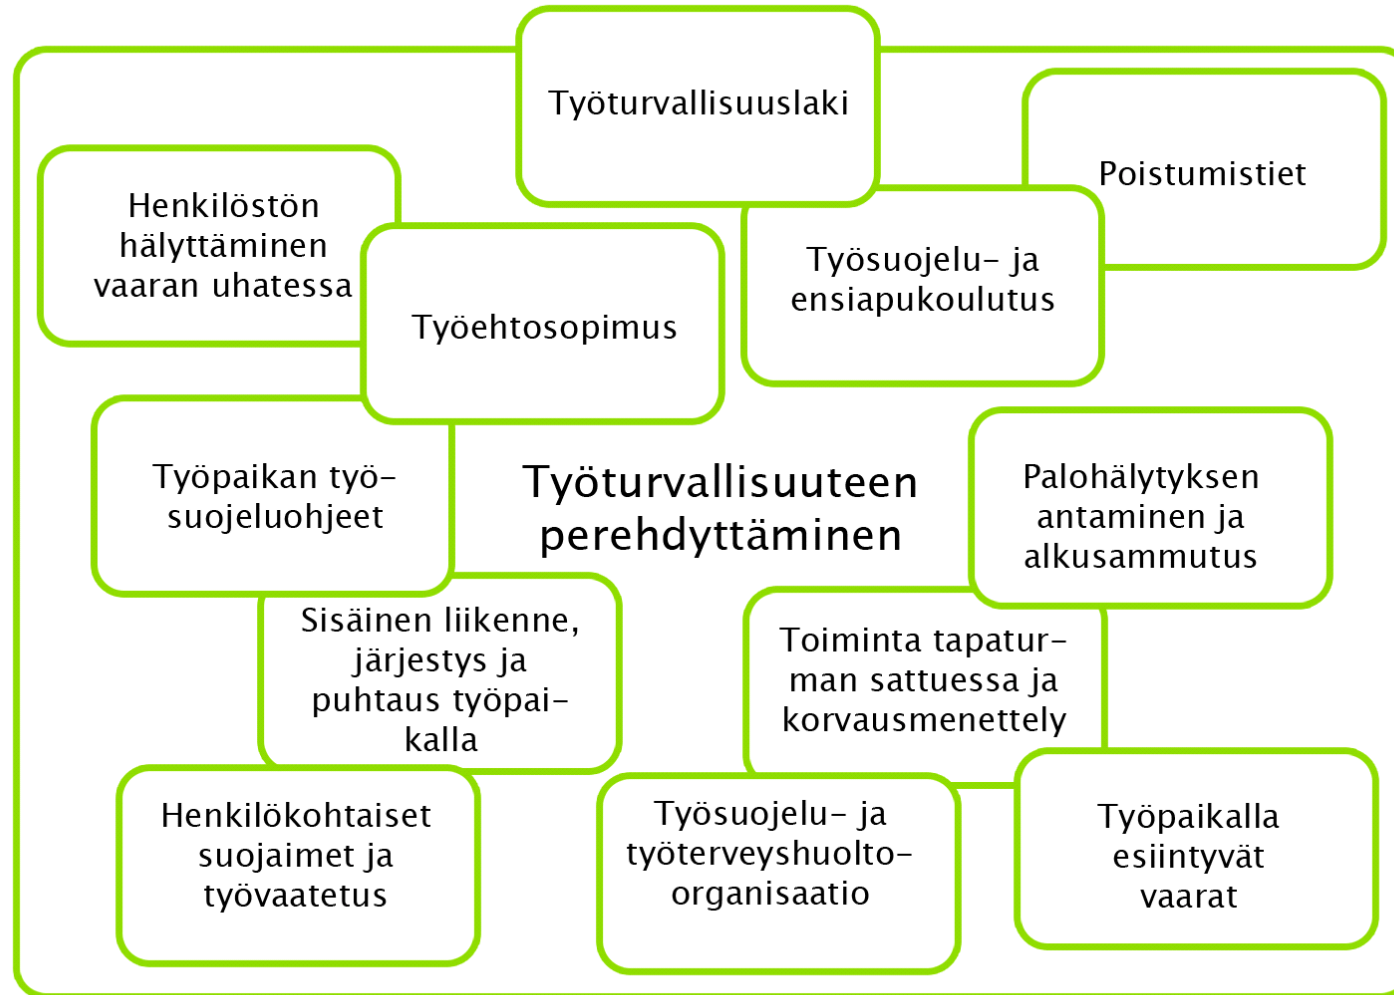 Työturvallisuuslaki
Poistumistiet
Henkilöstön
hälyttäminen
vaaran uhatessa
Työsuojelu- ja
ensiapukoulutus
Työehtosopimus
Työpaikan työ-
suojeluohjeet
Työturvallisuuteen
perehdyttäminen
Palohälytyksen
antaminen ja
alkusammutus
Sisäinen liikenne,
järjestys ja
puhtaus työpai-
kalla
Toiminta tapatur-
man sattuessa ja
korvausmenettely
Henkilökohtaiset
suojaimet ja
työvaatetus
Työsuojelu- ja
työterveyshuolto-
organisaatio
Työpaikalla
esiintyvät
vaarat